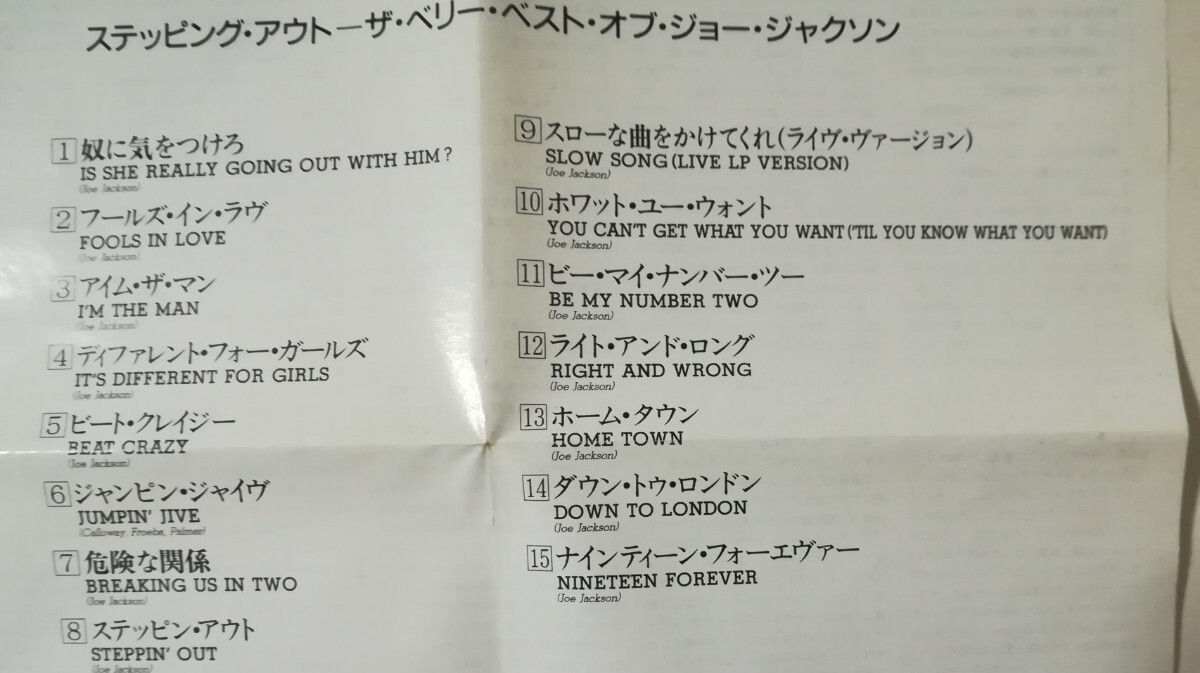 ステッピング・アウト―ザ・ベリー・ベスト・オブ・ジョー・ジャクソン
1 奴に気をつけろ
IS SHE REALLY GOING OUT WITH HIM?
(Joe Jackson)
2 フールズ・イン・ラヴ
FOOLS IN LOVE
(Joe Jackson)
3 アイム・ザ・マン
I'M THE MAN
(Joe Jackson)
4 ディファレント・フォー・ガールズ
IT'S DIFFERENT FOR GIRLS
(Joe Jackson)
5 ビート・クレイジー
BEAT CRAZY
(Joe Jackson)
6 ジャンピン・ジャイヴ
JUMPIN' JIVE
(Calloway, Froeba, Palmer)
7 危険な関係
BREAKING US IN TWO
(Joe Jackson)
8 ステッピン・アウト
STEPPIN' OUT
(Joe Jackson)
9 スローな曲をかけてくれ(ライヴ・ヴァージョン)
SLOW SONG (LIVE LP VERSION)
(Joe Jackson)
10 ホワット・ユー・ウォント
YOU CAN'T GET WHAT YOU WANT ('TIL YOU KNOW WHAT YOU WANT)
(Joe Jackson)
11 ビー・マイ・ナンバー・ツー
BE MY NUMBER TWO
(Joe Jackson)
12 ライト・アンド・ロング
RIGHT AND WRONG
(Joe Jackson)
13 ホーム・タウン
HOME TOWN
(Joe Jackson)
14 ダウン・トゥ・ロンドン
DOWN TO LONDON
(Joe Jackson)
15 ナインティーン・フォーエヴァー
NINETEEN FOREVER
(Joe Jackson)